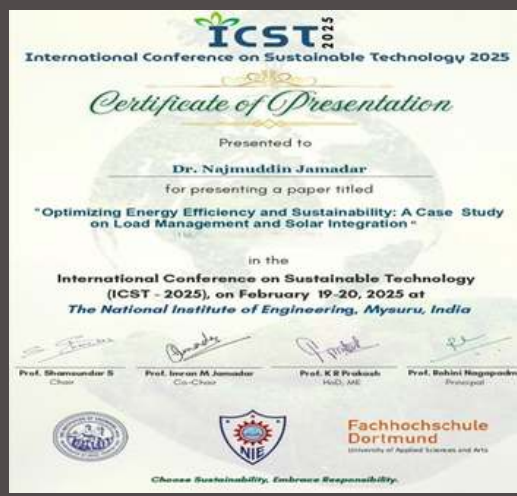 ICST 2025
International Conference on Sustainable Technology 2025
Certificate of Presentation
Presented to
Dr. Najmuddin Jamadar
for presenting a paper titled
"Optimizing Energy Efficiency and Sustainability: A Case Study
on Load Management and Solar Integration"
in the
International Conference on Sustainable Technology
(ICST - 2025), on February 19-20, 2025 at
The National Institute of Engineering, Mysuru, India
Prof. Shamsundar S Prof. Imran M Jamadar Prof. K R Prakash Prof. Rohini Nagapadma
Chair Co-Chair HoD, ME Principal
NIE
Fachhochschule
Dortmund
University of Applied Sciences and Arts
Choose Sustainability, Embrace Responsibility.